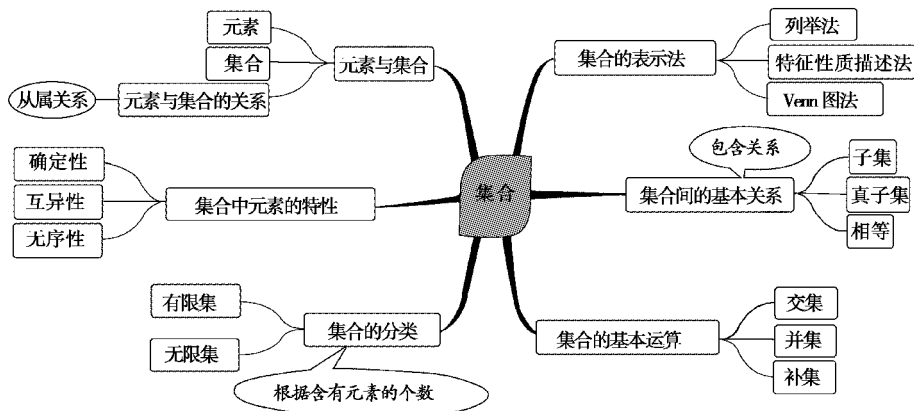 集合
元素与集合
元素
集合
元素与集合的关系
从属关系
集合中元素的特性
确定性
互异性
无序性
集合的分类
有限集
无限集
根据含有元素的个数
集合的表示法
列举法
特征性质描述法
Venn 图法
集合间的基本关系
包含关系
子集
真子集
相等
集合的基本运算
交集
并集
补集